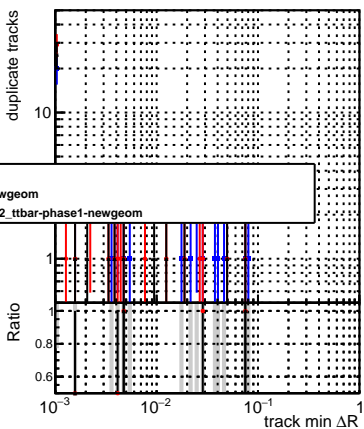 duplicate tracks
10
wgeom
2_ttbar-phase1-newgeom
1
Ratio
1
0.8
0.6
10⁻³
10⁻²
10⁻¹
1
track min ΔR